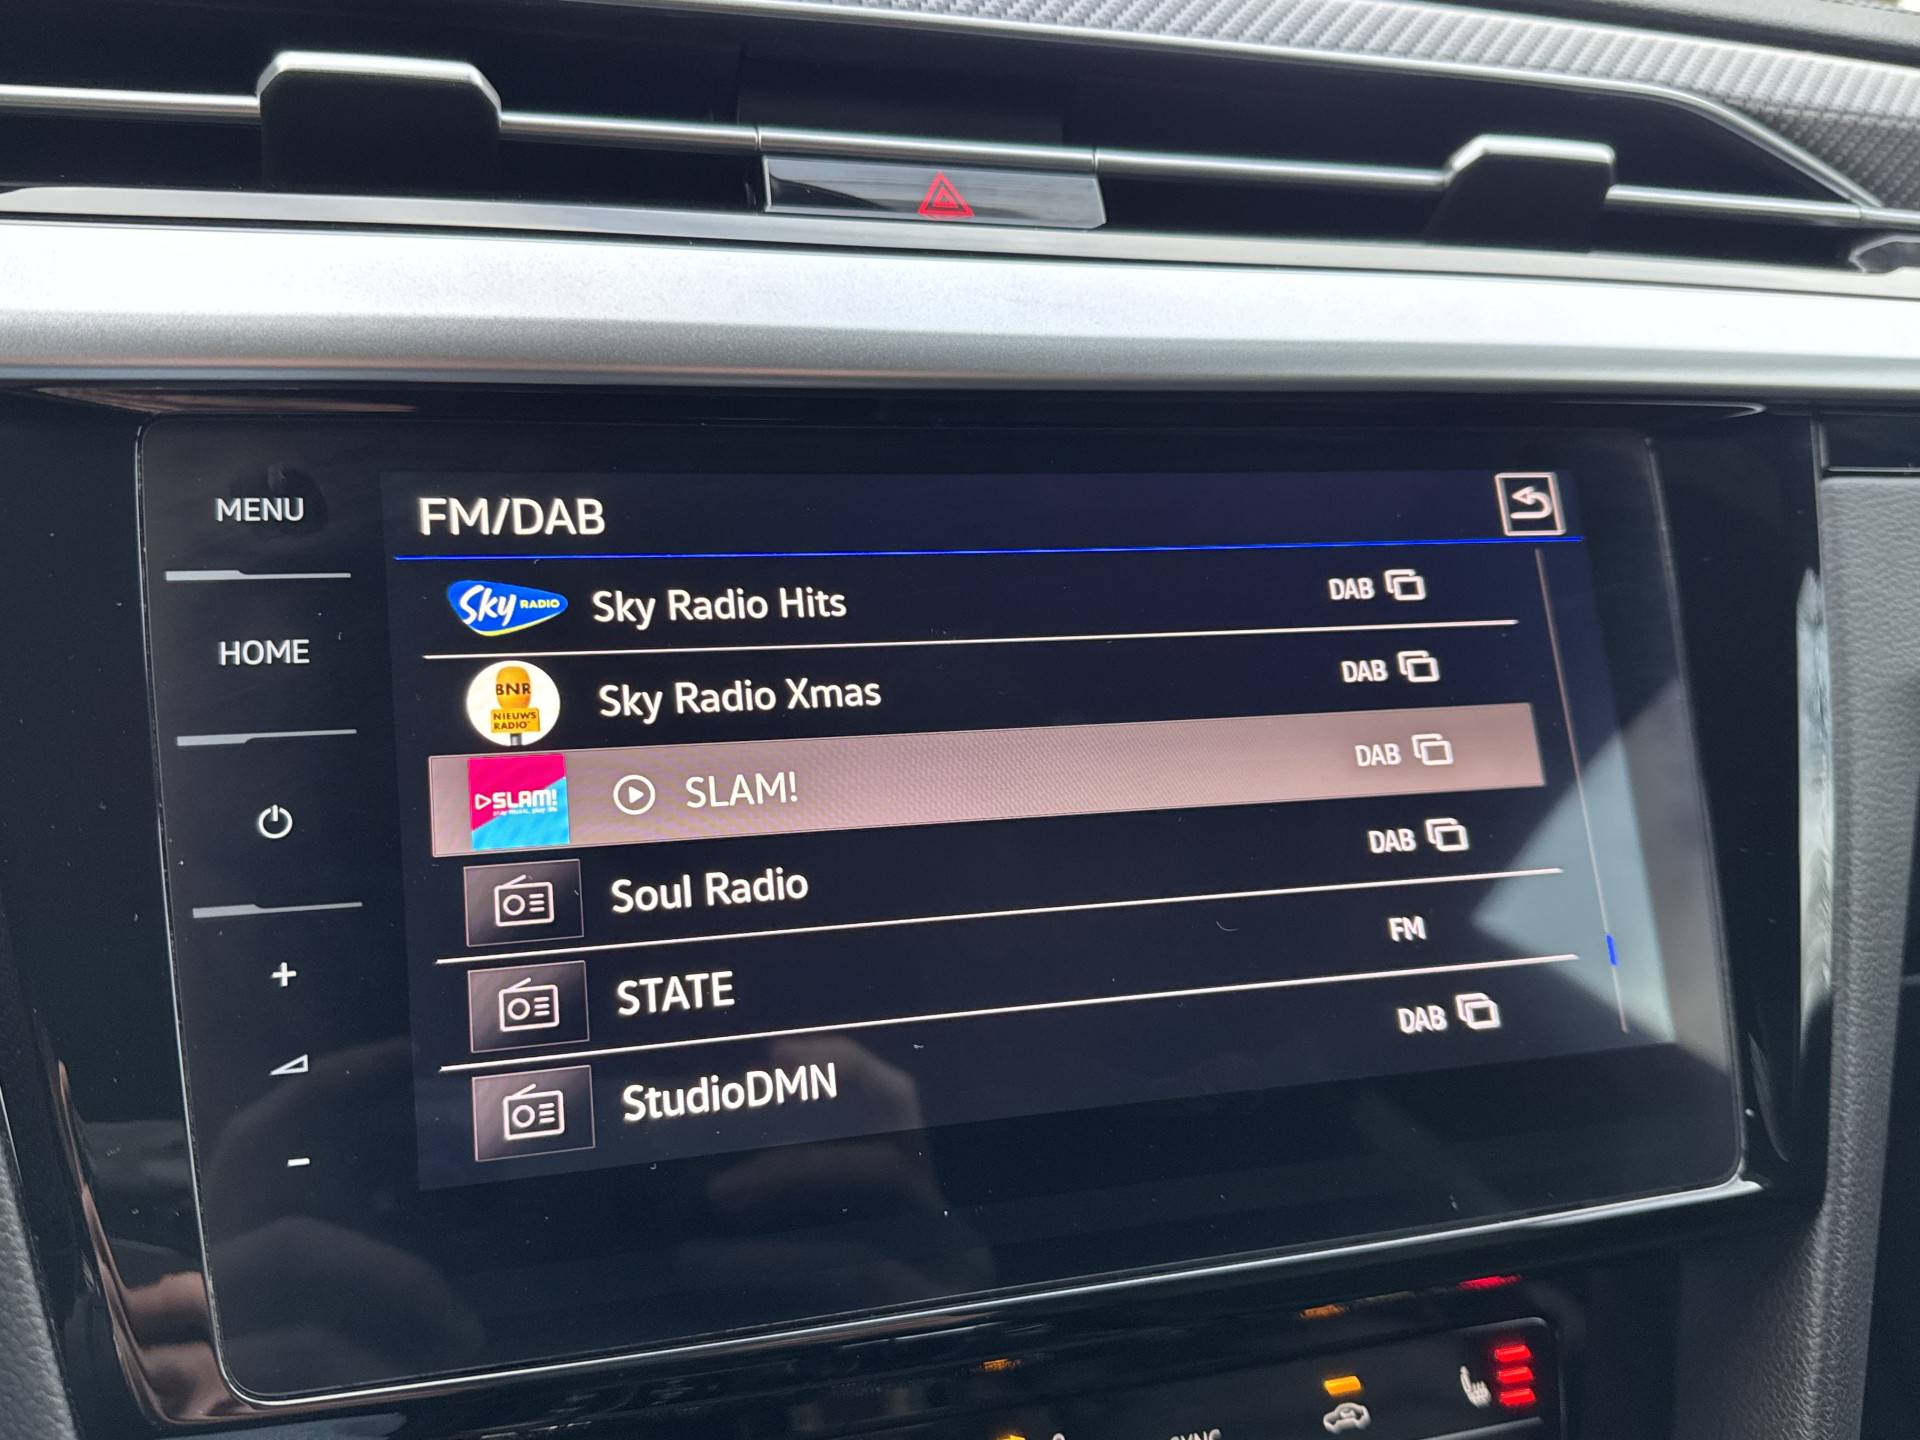 MENU
HOME
+
-
FM/DAB
Sky RADIO Sky Radio Hits DAB
BNR NIEUWS RADIO Sky Radio Xmas DAB
SLAM! SLAM! DAB
Soul Radio DAB
STATE FM
StudioDMN DAB
SYNC